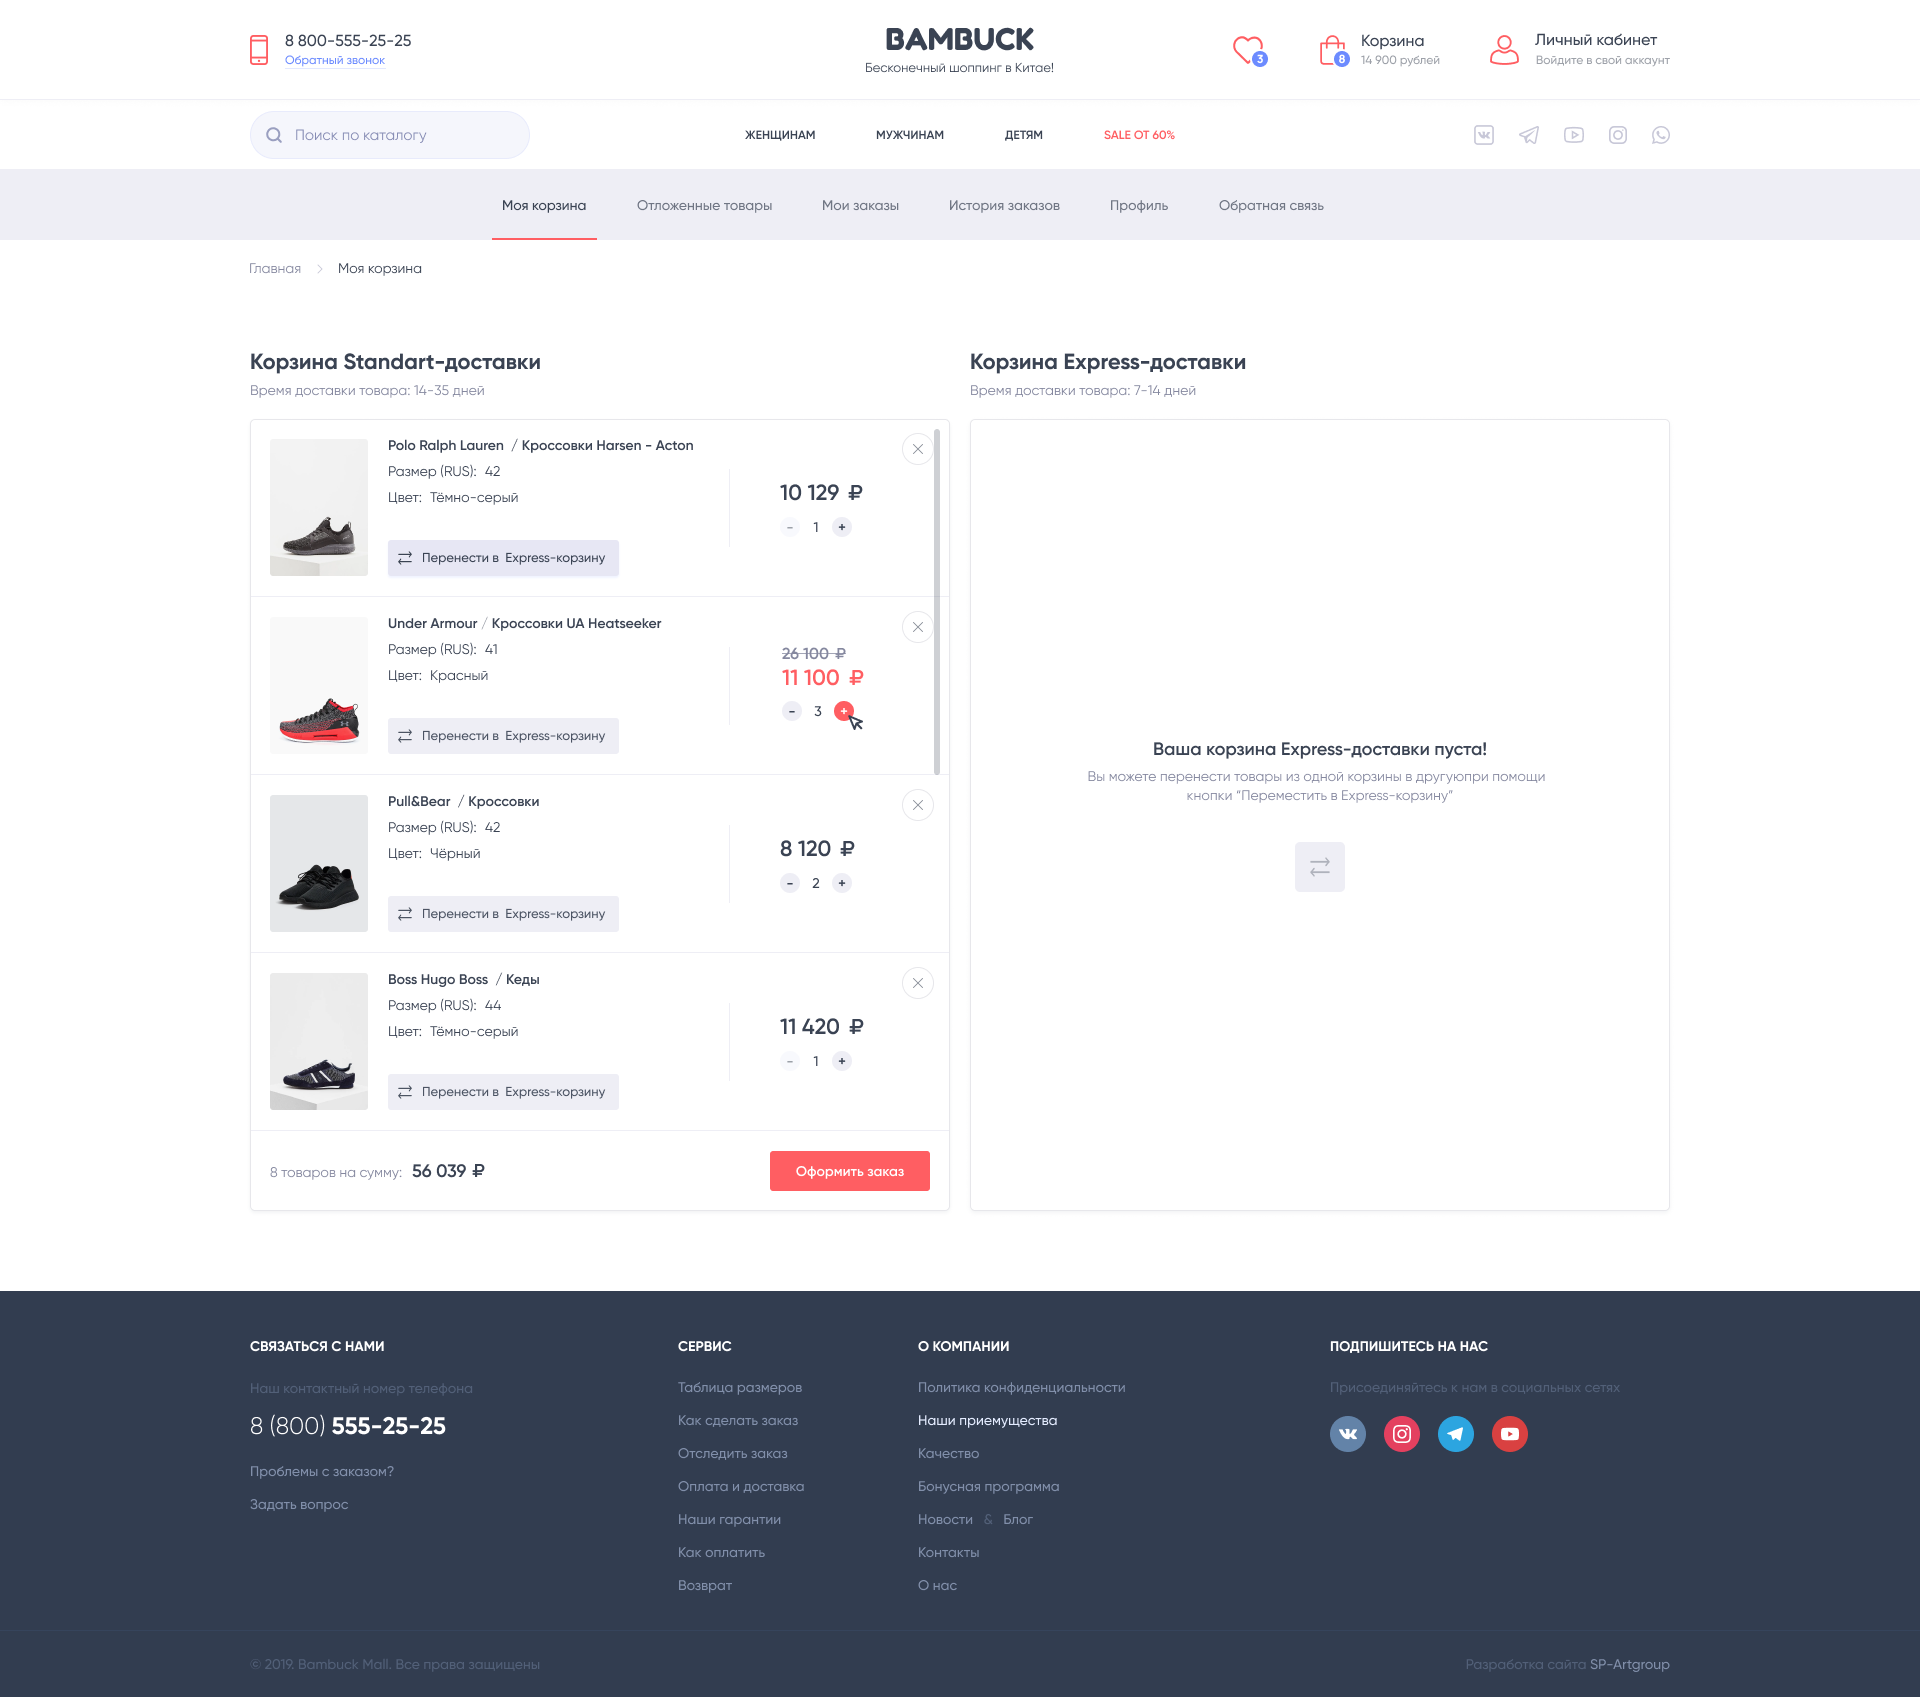 8 800-555-25-25
Обратный звонок
BAMBUCK
Бесконечный шоппинг в Китае!
3
8
Корзина
14 900 рублей
Личный кабинет
Войдите в свой аккаунт
Поиск по каталогу
ЖЕНЩИНАМ
МУЖЧИНАМ
ДЕТЯМ
SALE ОТ 60%
Моя корзина
Отложенные товары
Мои заказы
История заказов
Профиль
Обратная связь
Главная
Моя корзина
Корзина Standart-доставки
Время доставки товара: 14-35 дней
Polo Ralph Lauren / Кроссовки Harsen - Acton
Размер (RUS): 42
Цвет: Тёмно-серый
Перенести в Express-корзину
10 129 ₽
- 1 +
Under Armour / Кроссовки UA Heatseeker
Размер (RUS): 41
Цвет: Красный
Перенести в Express-корзину
26 100 ₽
11 100 ₽
- 3 +
Pull&Bear / Кроссовки
Размер (RUS): 42
Цвет: Чёрный
Перенести в Express-корзину
8 120 ₽
- 2 +
Boss Hugo Boss / Кеды
Размер (RUS): 44
Цвет: Тёмно-серый
Перенести в Express-корзину
11 420 ₽
- 1 +
8 товаров на сумму: 56 039 ₽
Оформить заказ
Корзина Express-доставки
Время доставки товара: 7-14 дней
Ваша корзина Express-доставки пуста!
Вы можете перенести товары из одной корзины в другуюпри помощи
кнопки “Переместить в Express-корзину”
СВЯЗАТЬСЯ С НАМИ
Наш контактный номер телефона
8 (800) 555-25-25
Проблемы с заказом?
Задать вопрос
СЕРВИС
Таблица размеров
Как сделать заказ
Отследить заказ
Оплата и доставка
Наши гарантии
Как оплатить
Возврат
О КОМПАНИИ
Политика конфиденциальности
Наши приемущества
Качество
Бонусная программа
Новости & Блог
Контакты
О нас
ПОДПИШИТЕСЬ НА НАС
Присоединяйтесь к нам в социальных сетях
© 2019. Bambuck Mall. Все права защищены
Разработка сайта SP-Artgroup